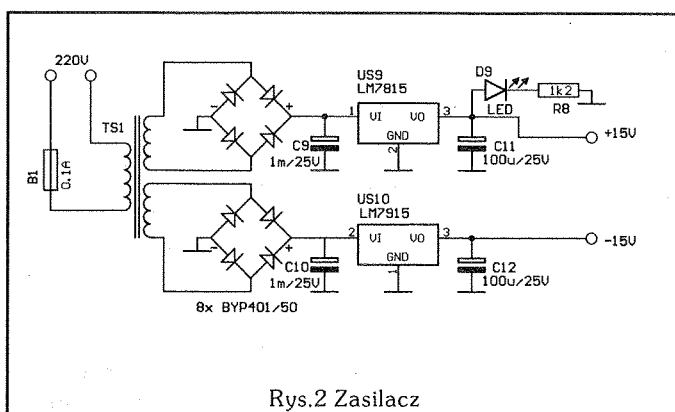 220V
TS1
B1
0.1A
- +
C9
1m/25V
US9
LM7815
1 VI VO 3
GND
2
D9
LED
1k2
R8
C11
100u/25V
+15V
US10
LM7915
2 VI VO 3
GND
1
- +
C10
1m/25V
C12
100u/25V
-15V
8x BYP401/50
Rys.2 Zasilacz